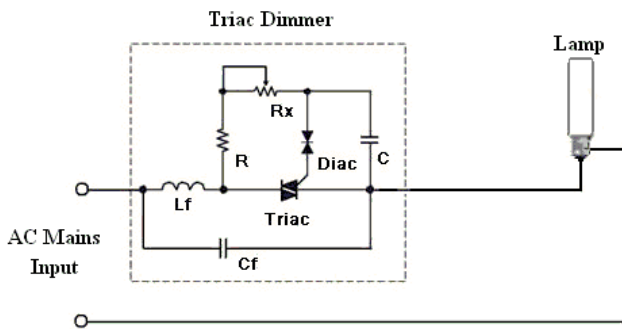 Triac Dimmer
Lamp
Rx
R
Diac
C
Lf
Triac
AC Mains
Input
Cf